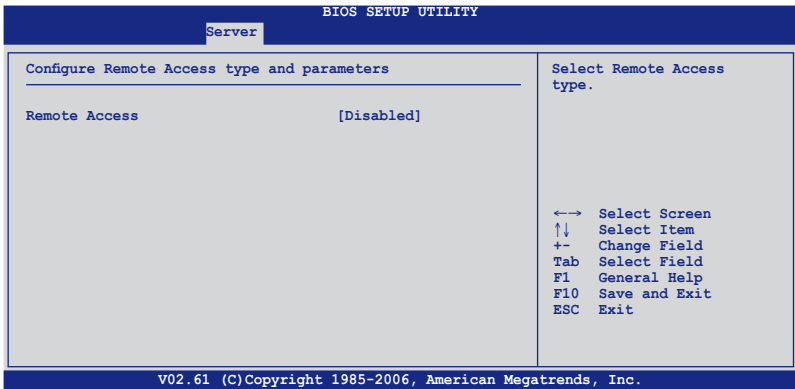 BIOS SETUP UTILITY
Server
Configure Remote Access type and parameters
Remote Access [Disabled]
Select Remote Access
type.
←→ Select Screen
↑↓ Select Item
+- Change Field
Tab Select Field
F1 General Help
F10 Save and Exit
ESC Exit
V02.61 (C)Copyright 1985-2006, American Megatrends, Inc.